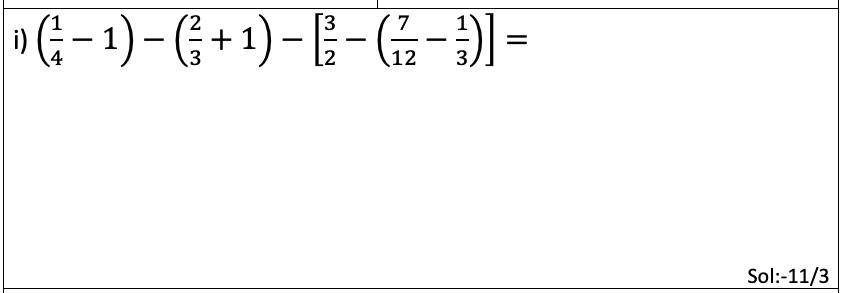 i) (1/4 − 1) − (2/3 + 1) − [3/2 − (7/12 − 1/3)] =
Sol:-11/3